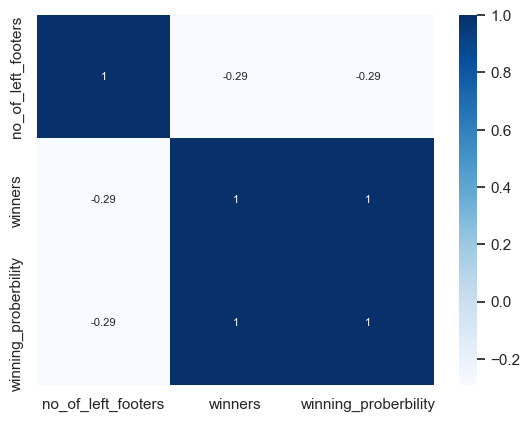 no_of_left_footers
winners
winning_proberbility
1 -0.29 -0.29
-0.29 1 1
-0.29 1 1
no_of_left_footers winners winning_proberbility
1.0
0.8
0.6
0.4
0.2
0.0
−0.2